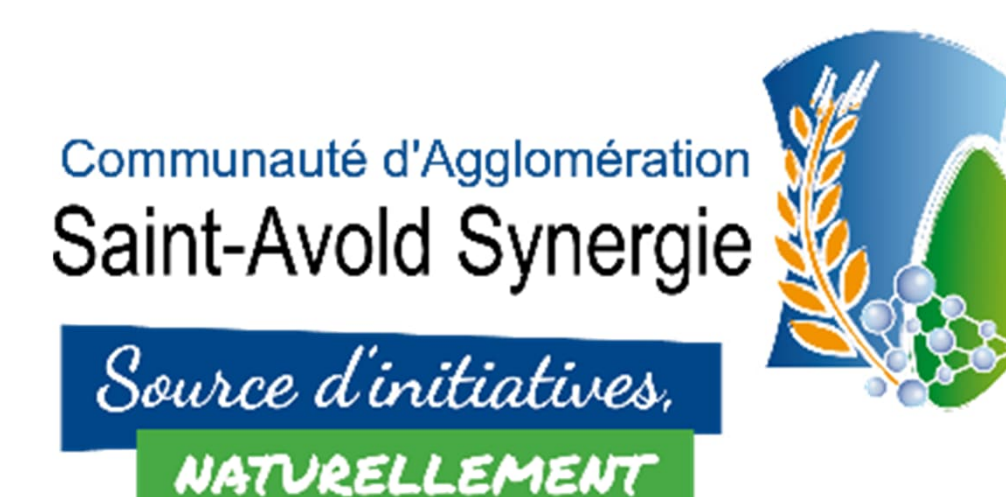 Communauté d'Agglomération
Saint-Avold Synergie
Source d'initiatives,
NATURELLEMENT